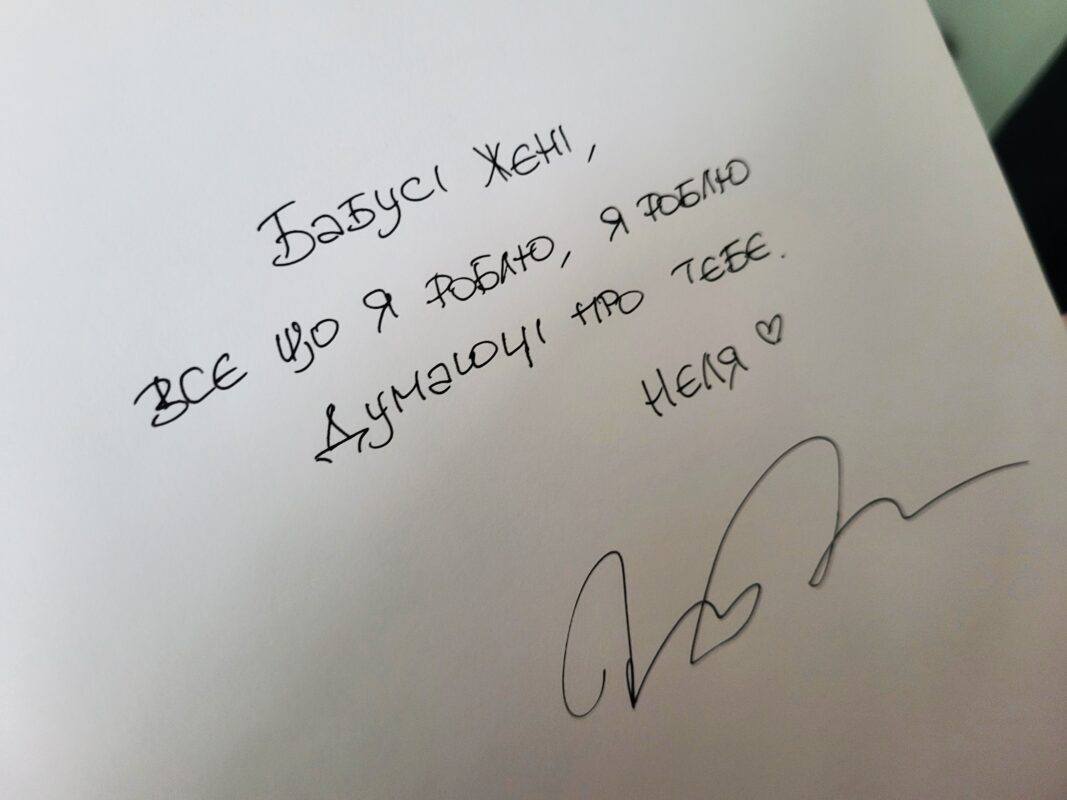 Бабусі Жені,
все що я роблю, я роблю
думаючі про тебе.
Неля ♡